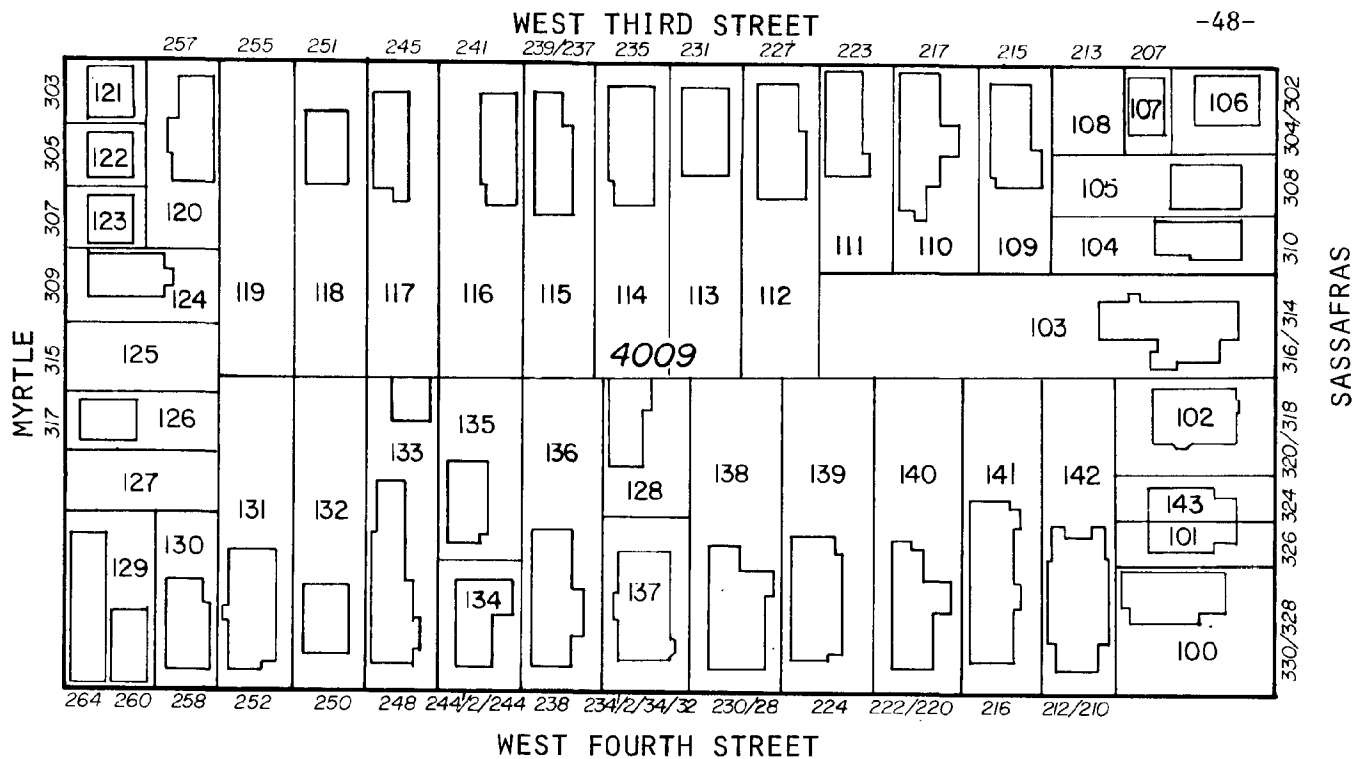 WEST THIRD STREET
-48-
257 255 251 245 241 239/237 235 231 227 223 217 215 213 207
303 121 107 106 304/302
108
305 122 105 308
307 123 120 104 310
111 110 109
309 124 119 118 117 116 115 114 113 112
103 316/314
MYRTLE 315 125 4009 SASSAFRAS
317 126 135 102 320/318
133 136
127 128 138 139 140 141 142 143 324
131 132
129 130 101 326
134 137
100 330/328
264 260 258 252 250 248 244/2/244 238 234/2/34/32 230/28 224 222/220 216 212/210
WEST FOURTH STREET